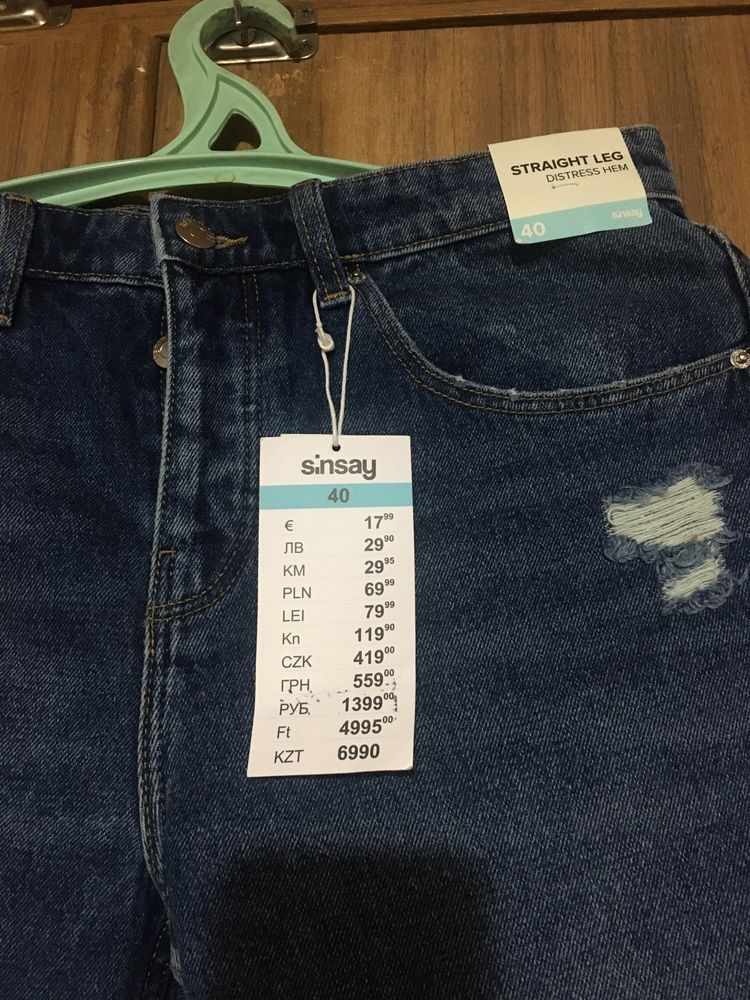 STRAIGHT LEG
DISTRESS HEM
40 sinsay
sinsay
40
€ 17⁹⁹
ЛВ 29⁹⁰
KM 29⁹⁵
PLN 69⁹⁹
LEI 79⁹⁹
Kn 119⁹⁰
CZK 419⁰⁰
ГРН 559⁰⁰
РУБ 1399⁰⁰
Ft 4995⁰⁰
KZT 6990